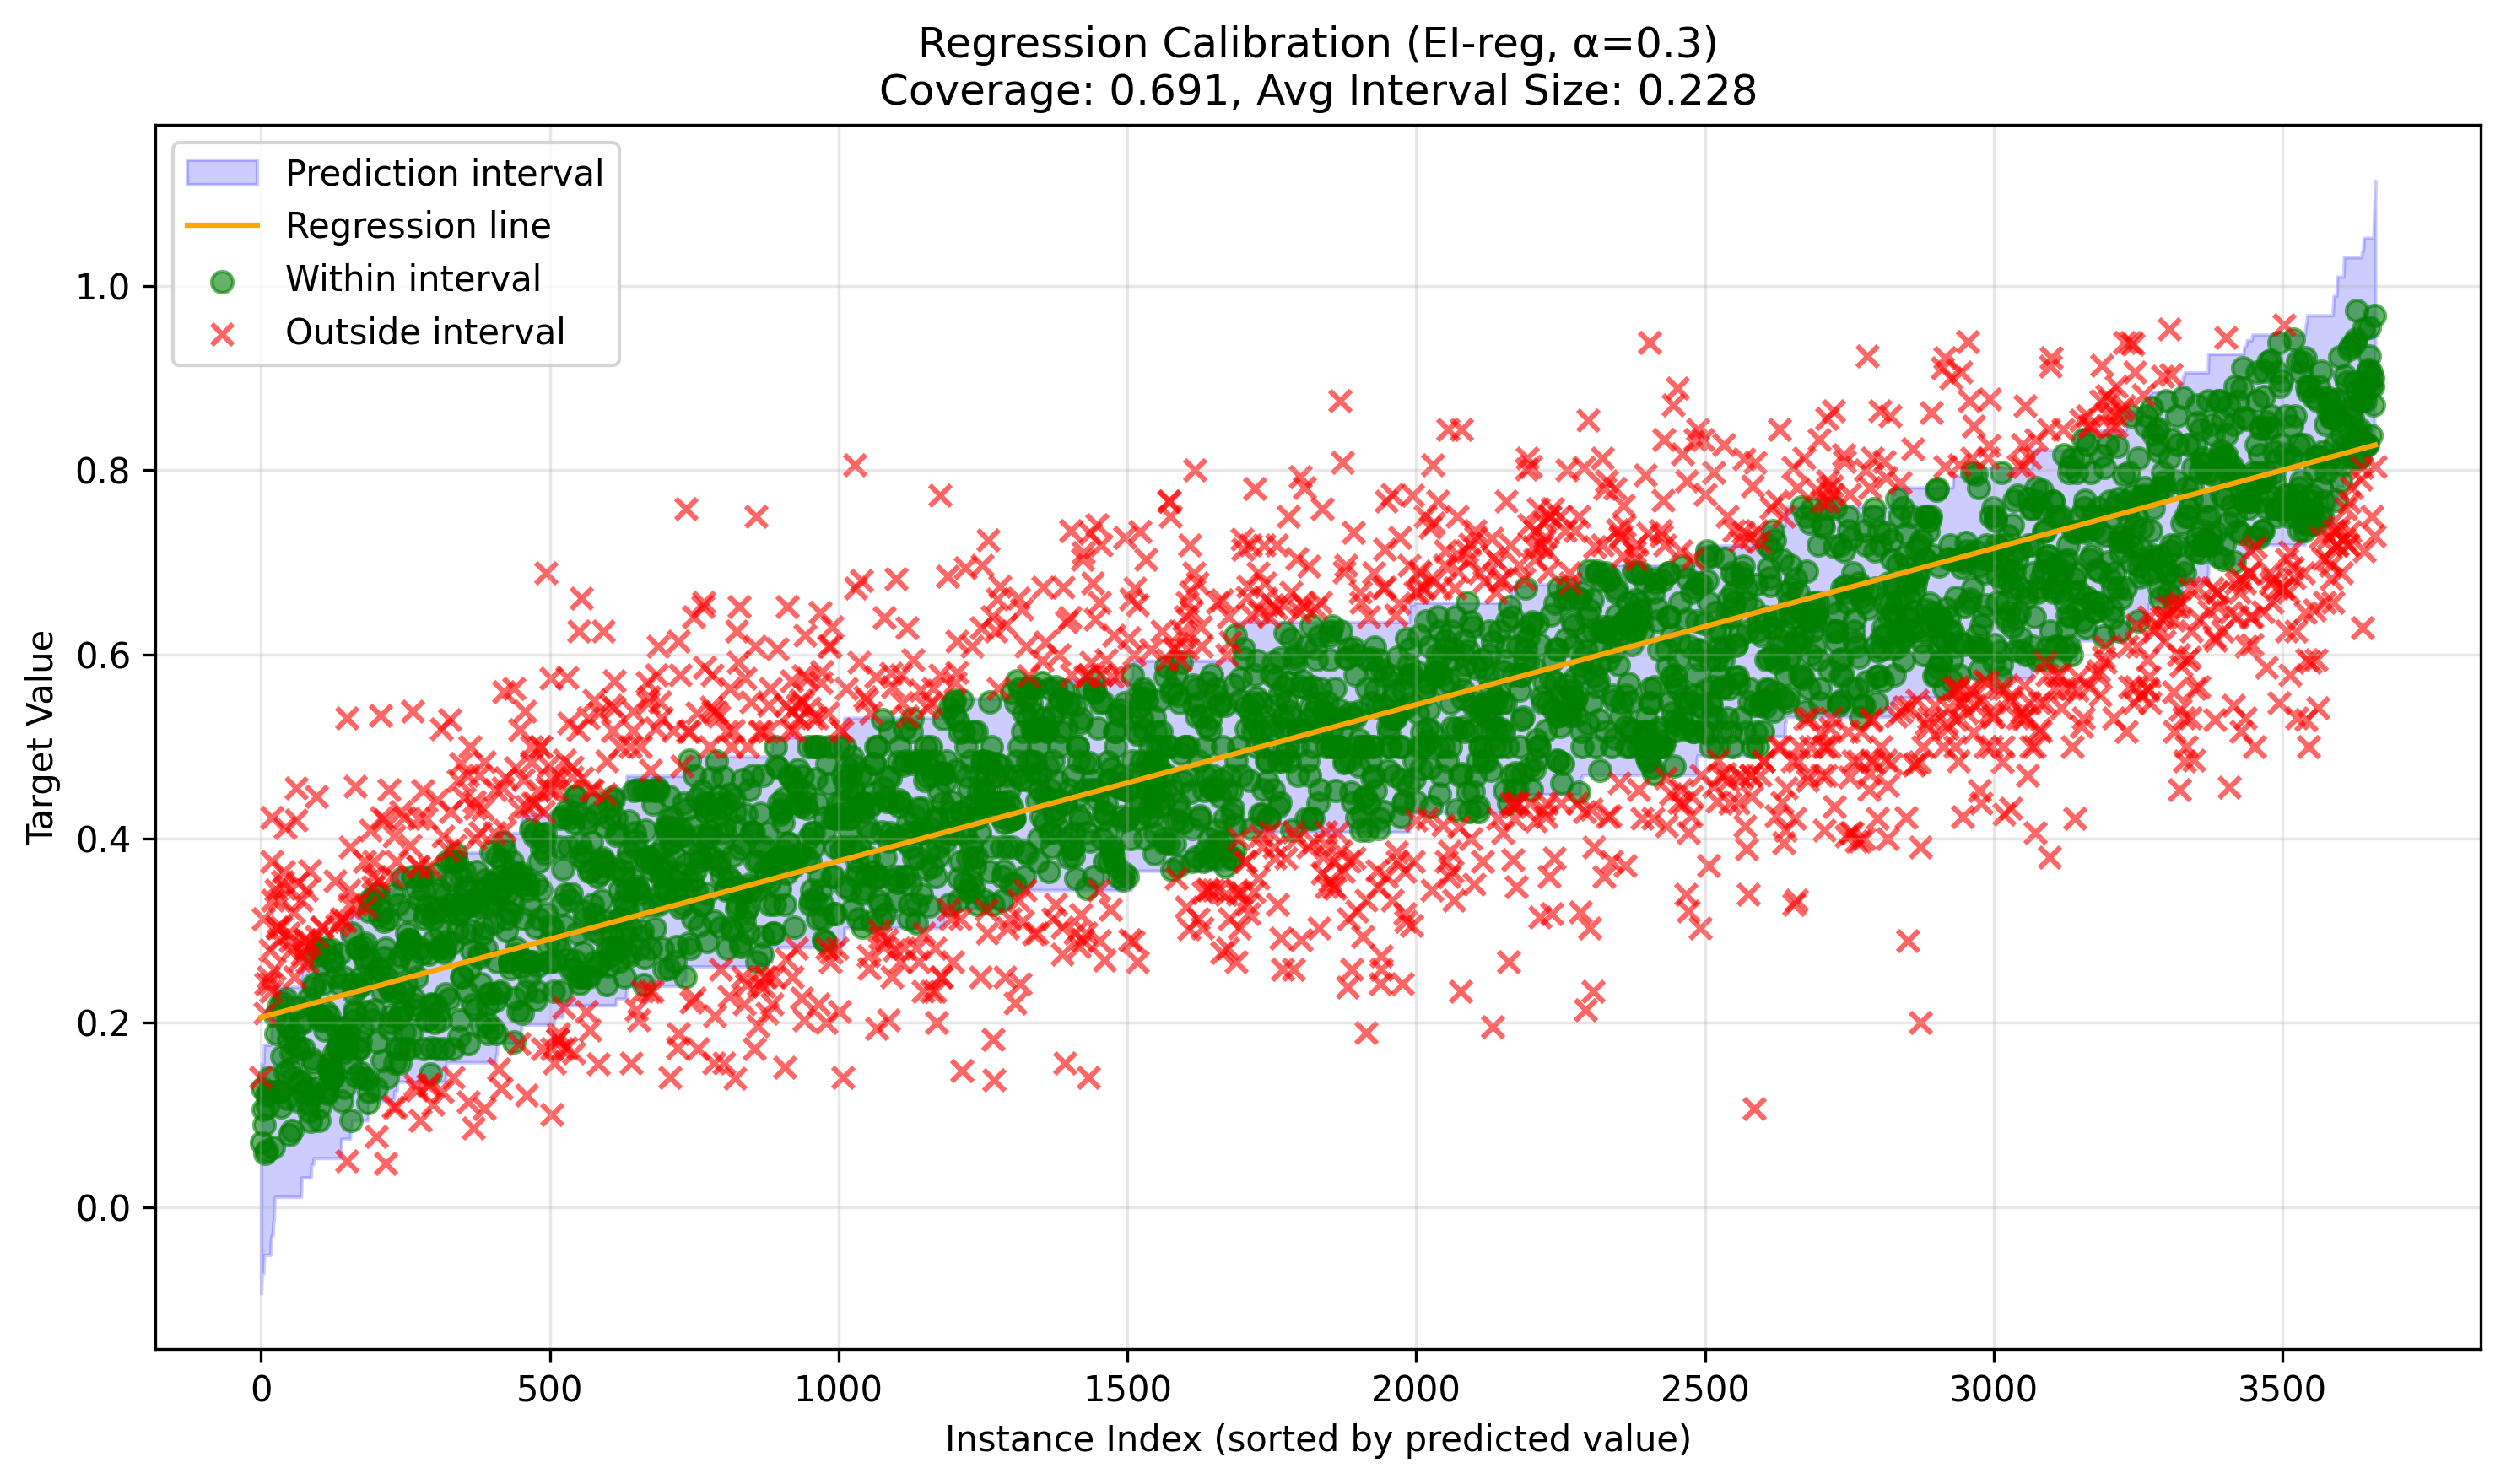 Regression Calibration (EI-reg, α=0.3)
Coverage: 0.691, Avg Interval Size: 0.228
Prediction interval
Regression line
Within interval
Outside interval
Target Value
1.0
0.8
0.6
0.4
0.2
0.0
0 500 1000 1500 2000 2500 3000 3500
Instance Index (sorted by predicted value)